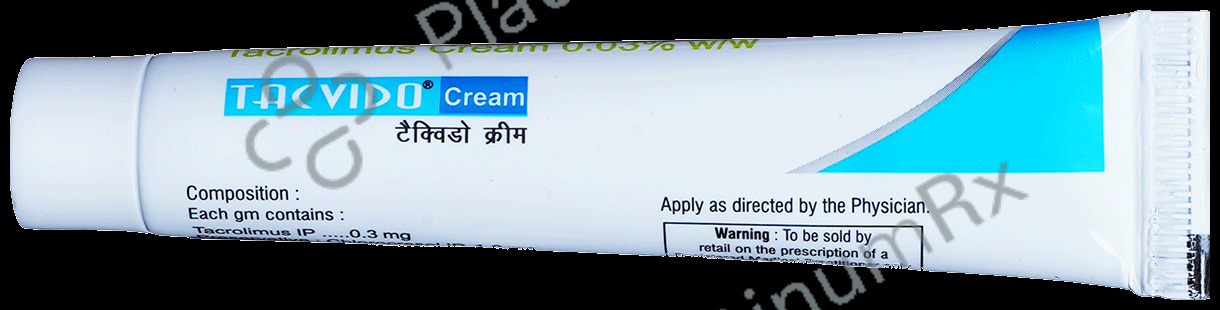 Tacrolimus Cream 0.03% w/w
TACVIDO® Cream
टैक्विडो क्रीम
Composition :
Each gm contains :
Tacrolimus IP .....0.3 mg
Apply as directed by the Physician.
Warning : To be sold by
retail on the prescription of a
PlatinumRx